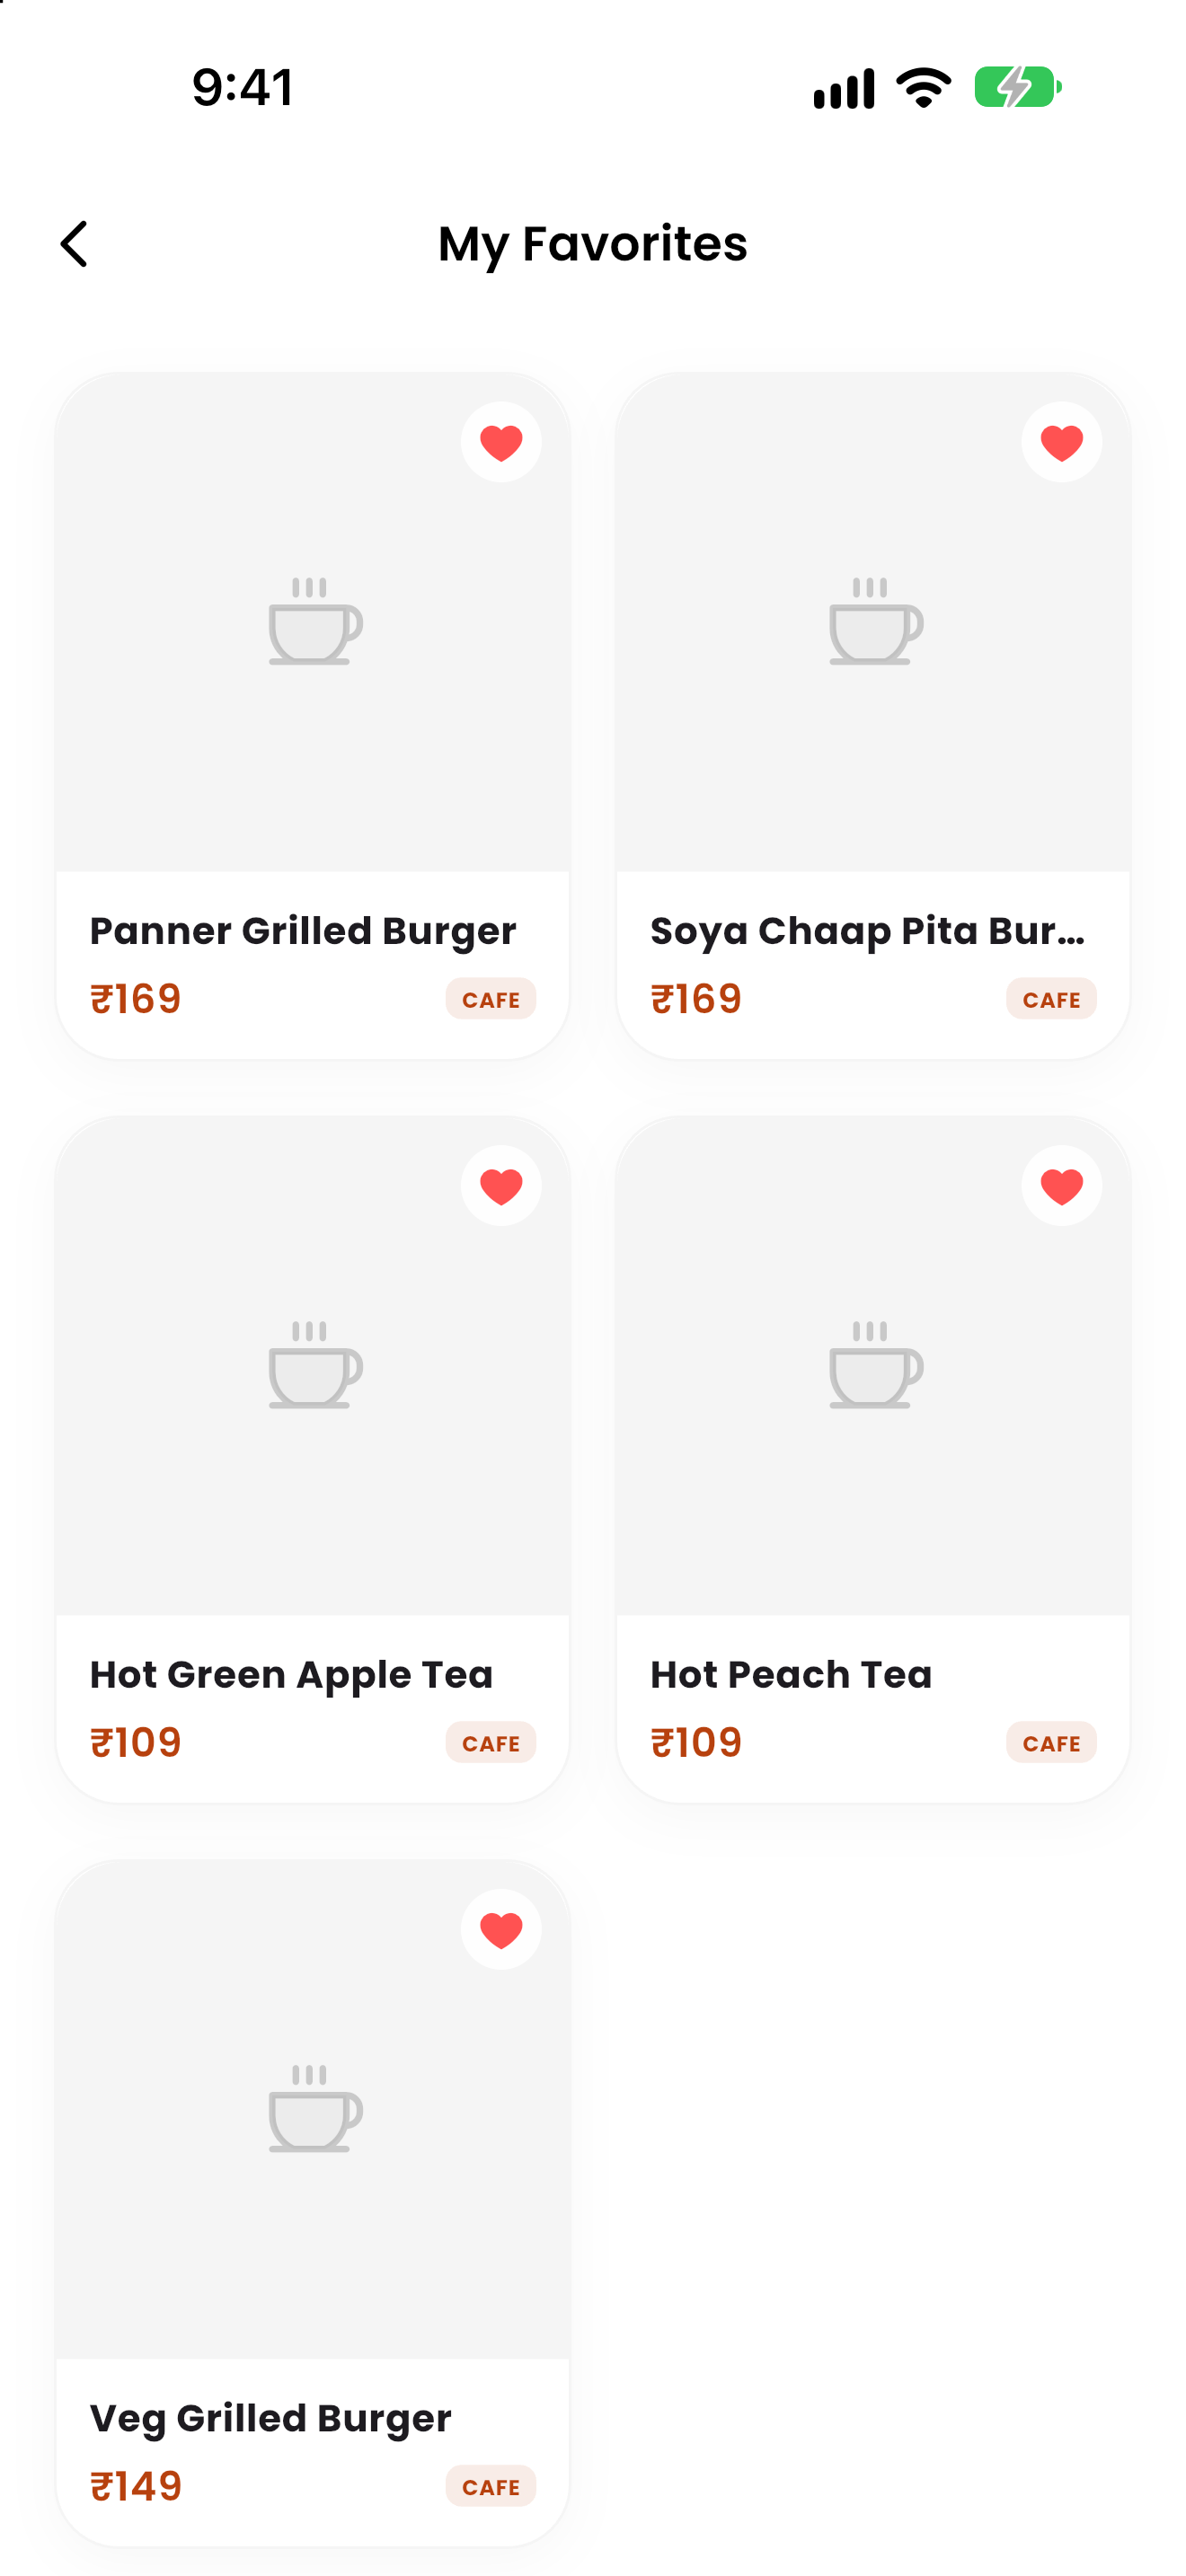 9:41
My Favorites
Panner Grilled Burger
₹169 CAFE
Soya Chaap Pita Bur...
₹169 CAFE
Hot Green Apple Tea
₹109 CAFE
Hot Peach Tea
₹109 CAFE
Veg Grilled Burger
₹149 CAFE